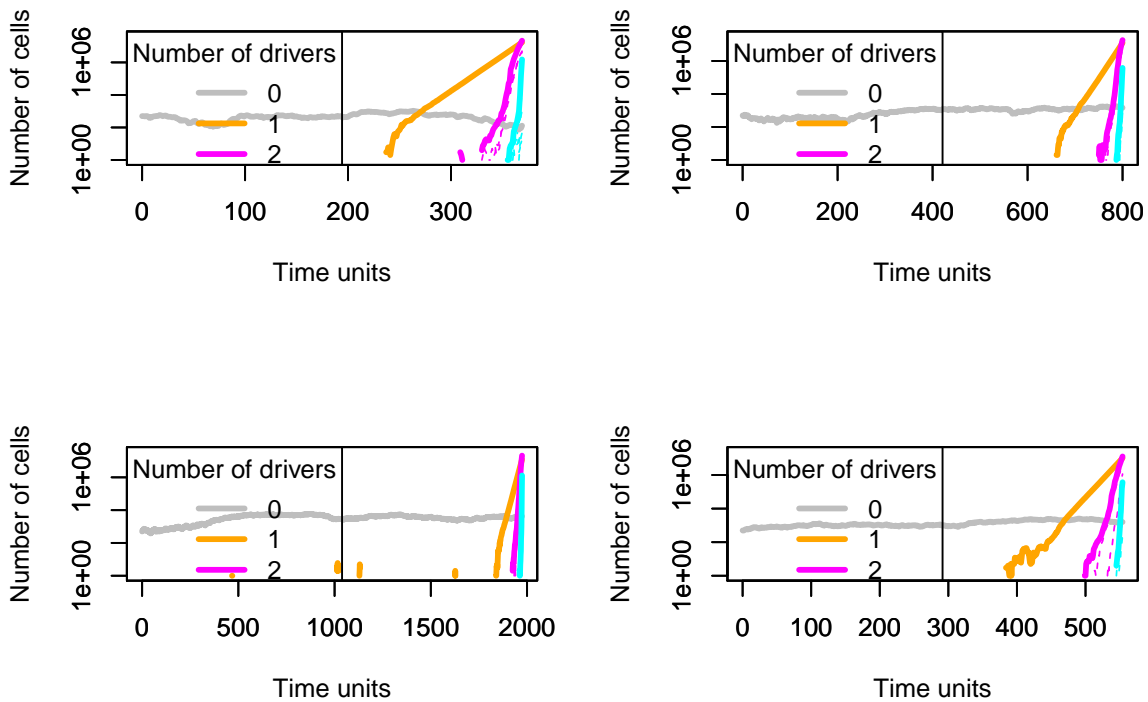 Number of cells
1e+00 1e+06
Number of drivers
0
1
2
0 100 200 300
Time units
Number of cells
1e+00 1e+06
Number of drivers
0
1
2
0 200 400 600 800
Time units
Number of cells
1e+00 1e+06
Number of drivers
0
1
2
0 500 1000 1500 2000
Time units
Number of cells
1e+00 1e+06
Number of drivers
0
1
2
0 100 200 300 400 500
Time units